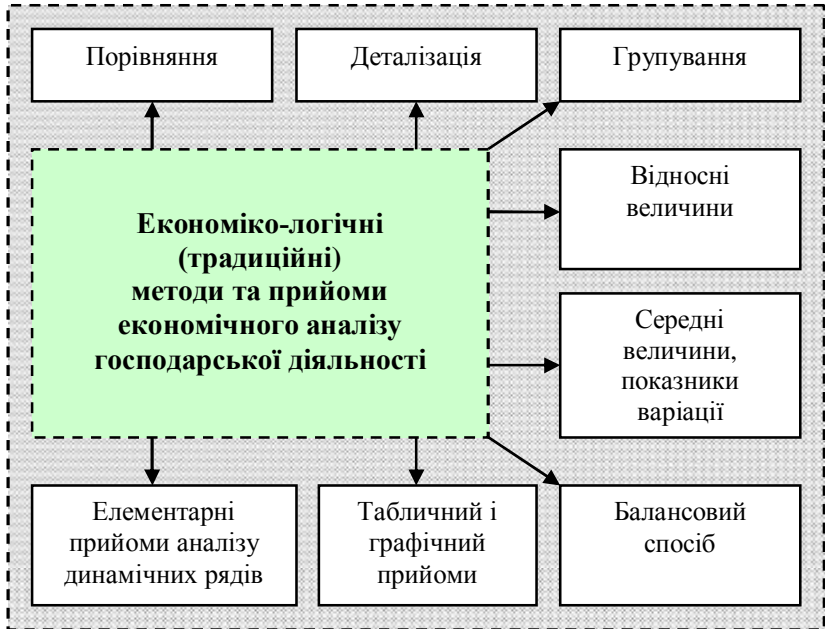 Порівняння
Деталізація
Групування
Економіко-логічні
(традиційні)
методи та прийоми
економічного аналізу
господарської діяльності
Відносні
величини
Середні
величини,
показники
варіації
Елементарні
прийоми аналізу
динамічних рядів
Табличний і
графічний
прийоми
Балансовий
спосіб